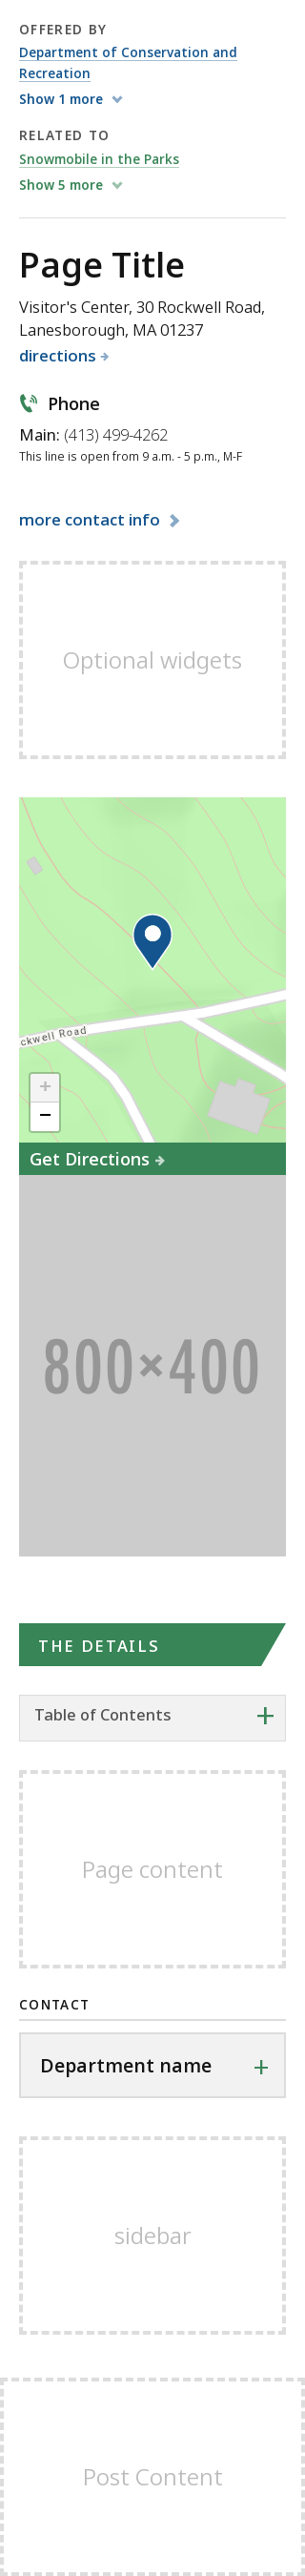 OFFERED BY
Department of Conservation and
Recreation
Show 1 more
RELATED TO
Snowmobile in the Parks
Show 5 more
Page Title
Visitor's Center, 30 Rockwell Road,
Lanesborough, MA 01237
directions
Phone
Main: (413) 499-4262
This line is open from 9 a.m. - 5 p.m., M-F
more contact info
Optional widgets
ckwell Road
+
−
Get Directions
800×400
THE DETAILS
Table of Contents
+
Page content
CONTACT
Department name
+
sidebar
Post Content